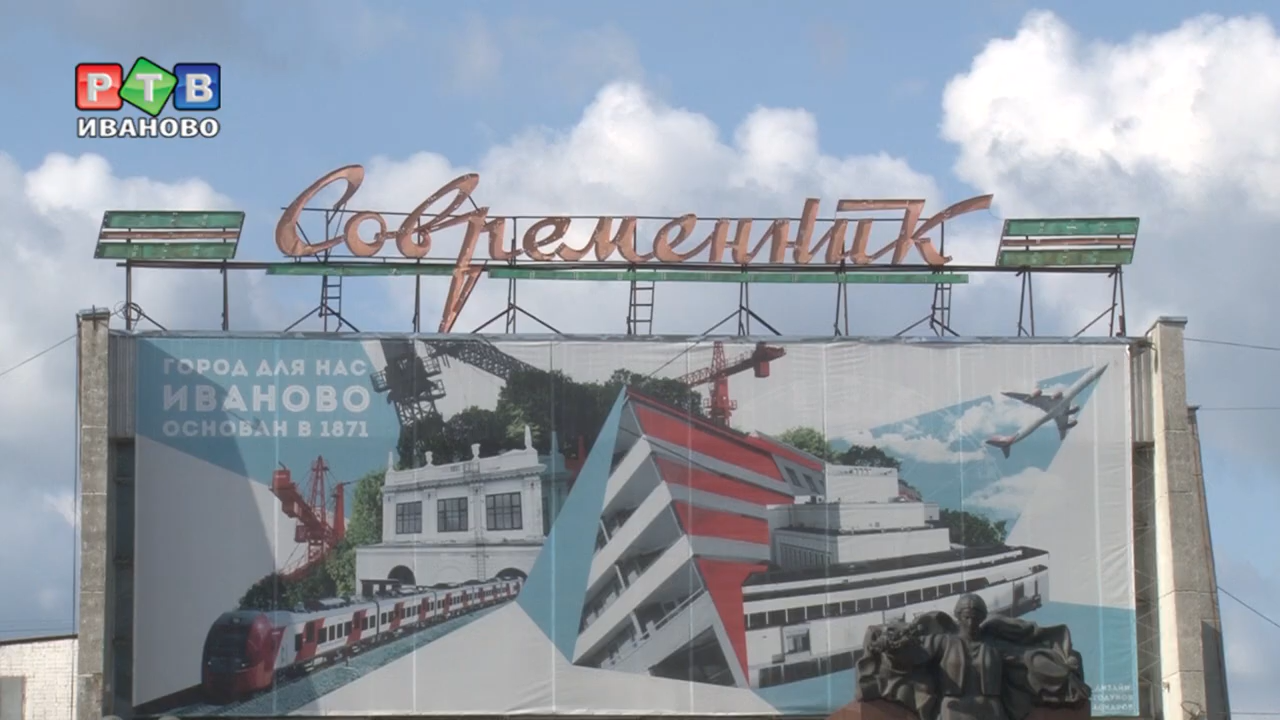 РТВ
ИВАНОВО
Современник
ГОРОД ДЛЯ НАС
ИВАНОВО
ОСНОВАН В 1871